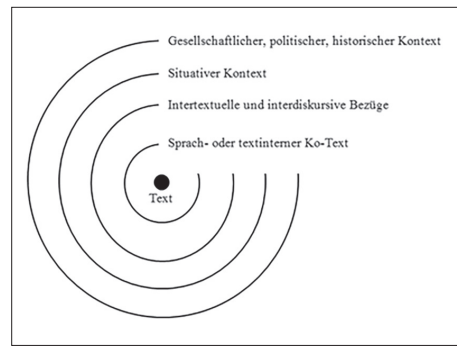 Gesellschaftlicher, politischer, historischer Kontext
Situativer Kontext
Intertextuelle und interdiskursive Bezüge
Sprach- oder textinterner Ko-Text
Text